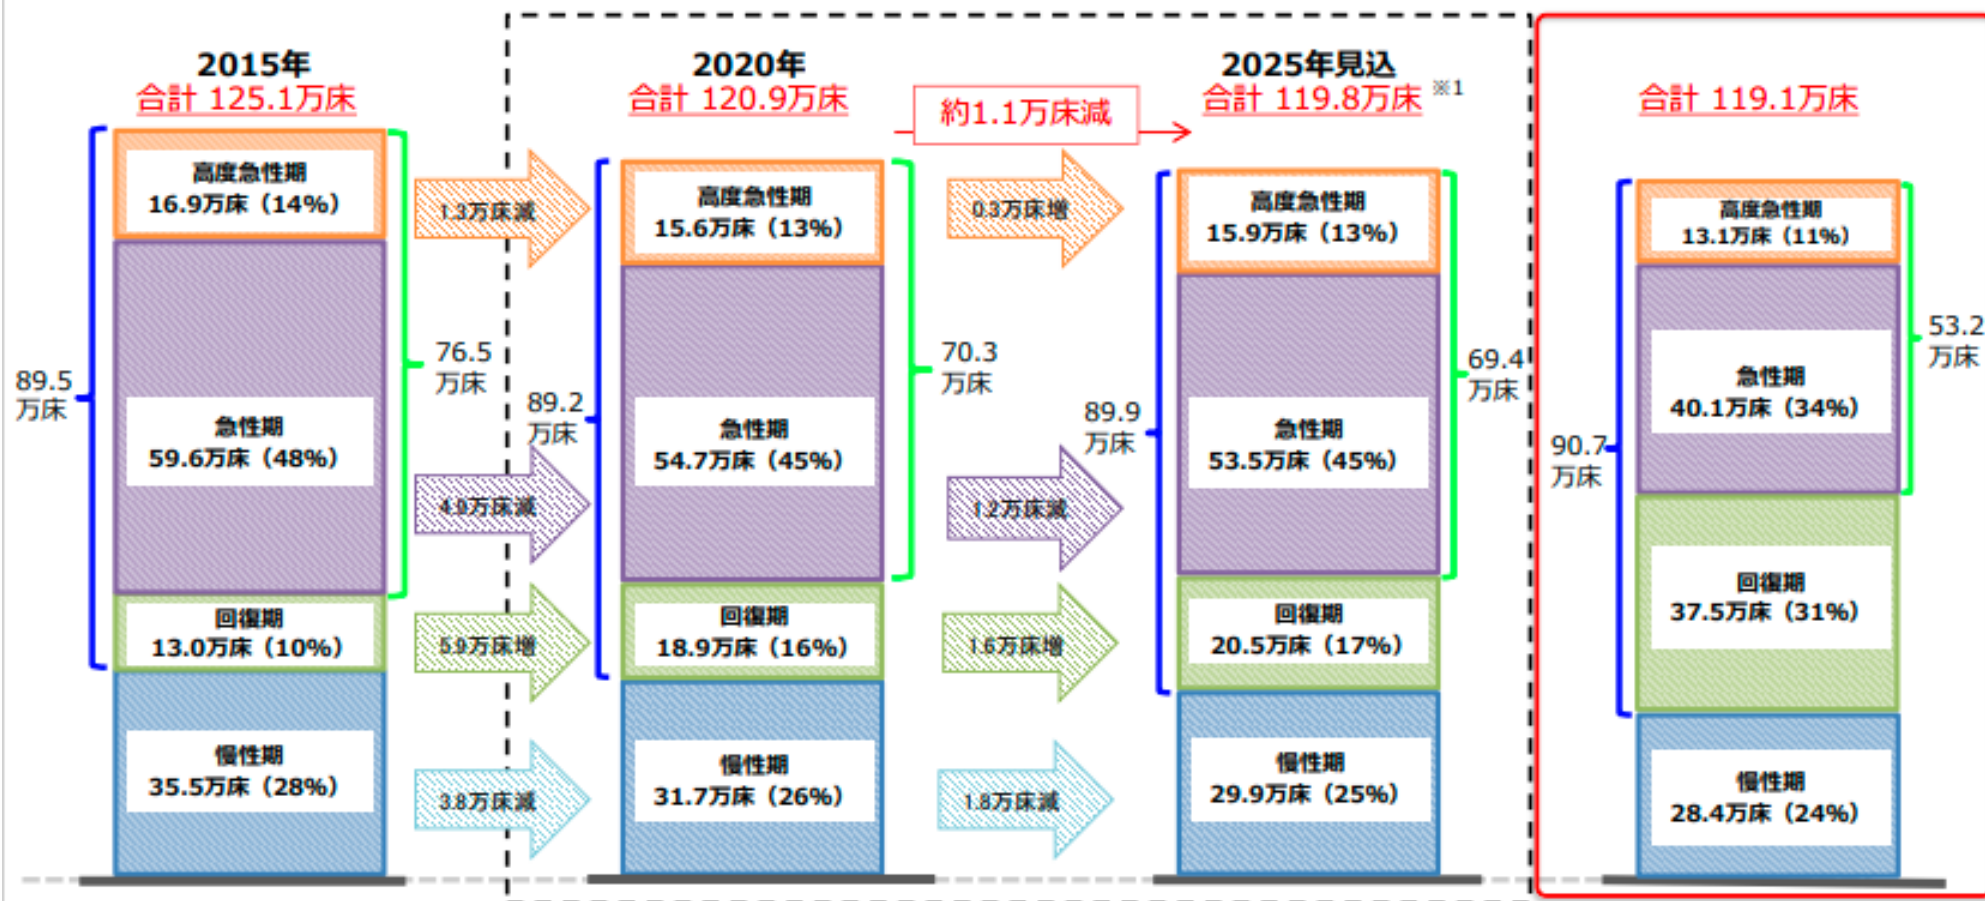 2015年
合計 125.1万床
高度急性期
16.9万床（14%）
急性期
59.6万床（48%）
回復期
13.0万床（10%）
慢性期
35.5万床（28%）
89.5
万床
76.5
万床
1.3万床減
4.9万床減
5.9万床増
3.8万床減
2020年
合計 120.9万床
高度急性期
15.6万床（13%）
急性期
54.7万床（45%）
回復期
18.9万床（16%）
慢性期
31.7万床（26%）
89.2
万床
70.3
万床
約1.1万床減
0.3万床増
1.2万床減
1.6万床増
1.8万床減
2025年見込
合計 119.8万床 ※1
高度急性期
15.9万床（13%）
急性期
53.5万床（45%）
回復期
20.5万床（17%）
慢性期
29.9万床（25%）
89.9
万床
69.4
万床
合計 119.1万床
高度急性期
13.1万床（11%）
急性期
40.1万床（34%）
回復期
37.5万床（31%）
慢性期
28.4万床（24%）
90.7
万床
53.2
万床